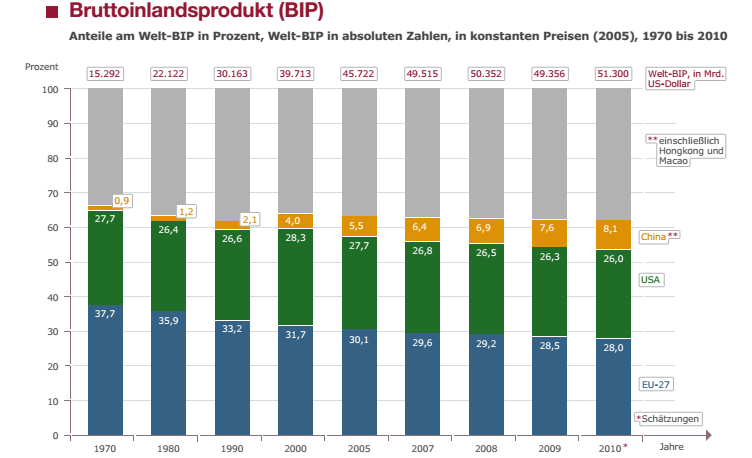 Bruttoinlandsprodukt (BIP)
Anteile am Welt-BIP in Prozent, Welt-BIP in absoluten Zahlen, in konstanten Preisen (2005), 1970 bis 2010
Prozent
15.292 22.122 30.163 39.713 45.722 49.515 50.352 49.356 51.300
Welt-BIP, in Mrd.
US-Dollar
100
90
80
70
60
50
40
30
20
10
0
**einschließlich
Hongkong und
Macao
0,9 1,2 2,1 4,0 5,5 6,4 6,9 7,6 8,1
China**
27,7 26,4 26,6 28,3 27,7 26,8 26,5 26,3 26,0
USA
37,7 35,9 33,2 31,7 30,1 29,6 29,2 28,5 28,0
EU-27
*Schätzungen
1970 1980 1990 2000 2005 2007 2008 2009 2010*
Jahre